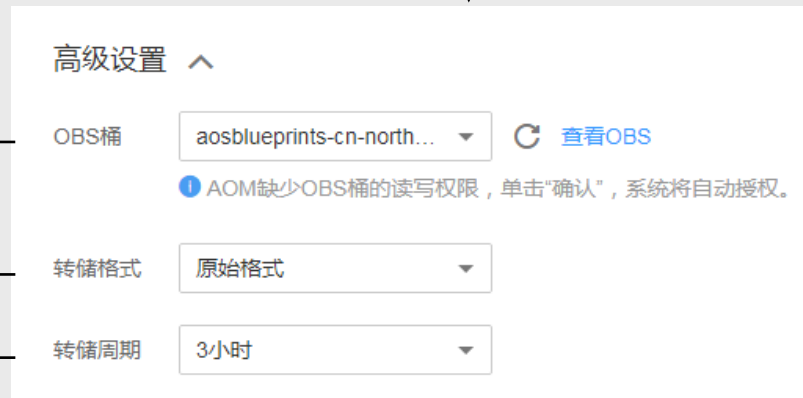 高级设置
OBS桶 aosblueprints-cn-north... 查看OBS
AOM缺少OBS桶的读写权限，单击“确认”，系统将自动授权。
转储格式 原始格式
转储周期 3小时